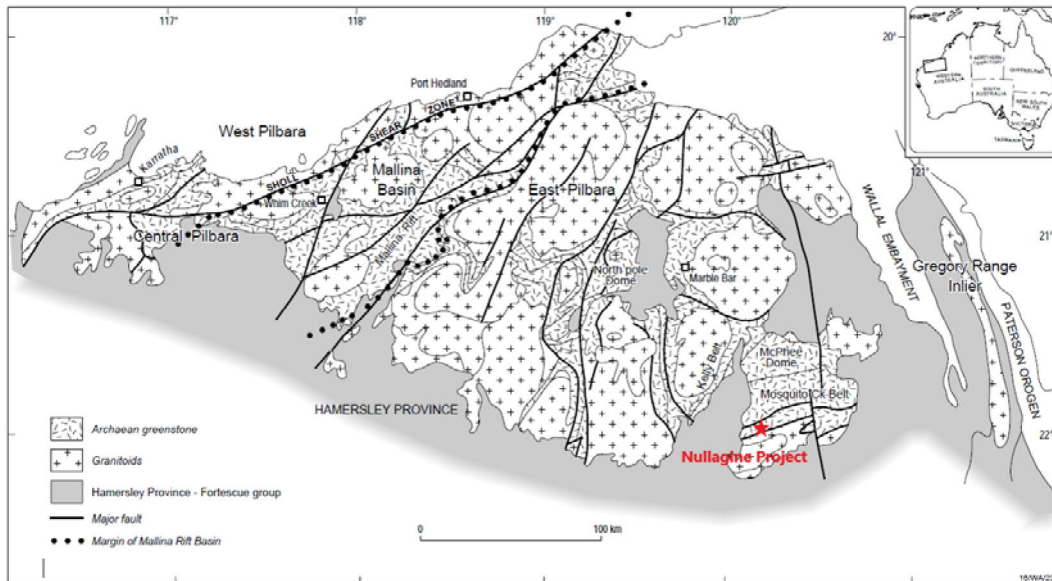 117°
118°
119°
120°
20°
Port Hedland
West Pilbara
SHOLL SHEAR ZONE
Karratha
Mallina
Basin
Whim Creek
East Pilbara
Central Pilbara
Mallina Rift
North pole
Dome
Marble Bar
WALLAL EMBAYMENT
121°
21°
Gregory Range
Inlier
PATERSON OROGEN
McPhee
Dome
Kelly Belt
Mosquito Ck Belt
HAMERSLEY PROVINCE
22°
Nullagine Project
Archaean greenstone
Granitoids
Hamersley Province - Fortescue group
Major fault
Margin of Mallina Rift Basin
0
100 km
WESTERN
AUSTRALIA
NORTHERN
TERRITORY
QUEENSLAND
SOUTH
AUSTRALIA
NEW SOUTH
WALES